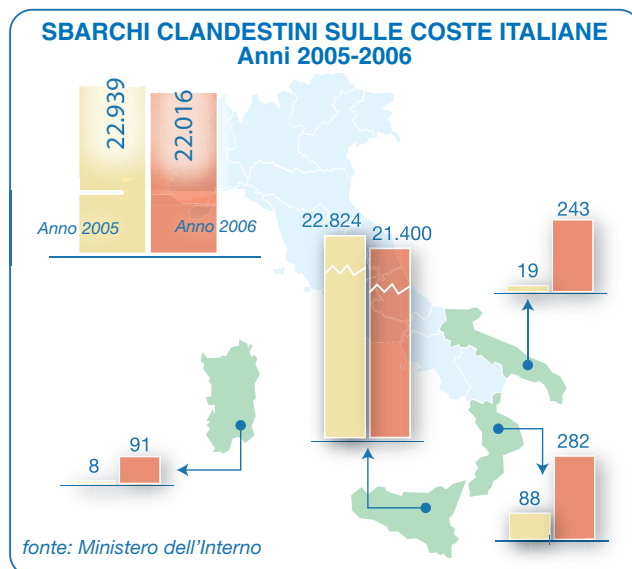 SBARCHI CLANDESTINI SULLE COSTE ITALIANE
Anni 2005-2006
22.939
22.016
Anno 2005
Anno 2006
22.824
21.400
19
243
8
91
88
282
fonte: Ministero dell'Interno